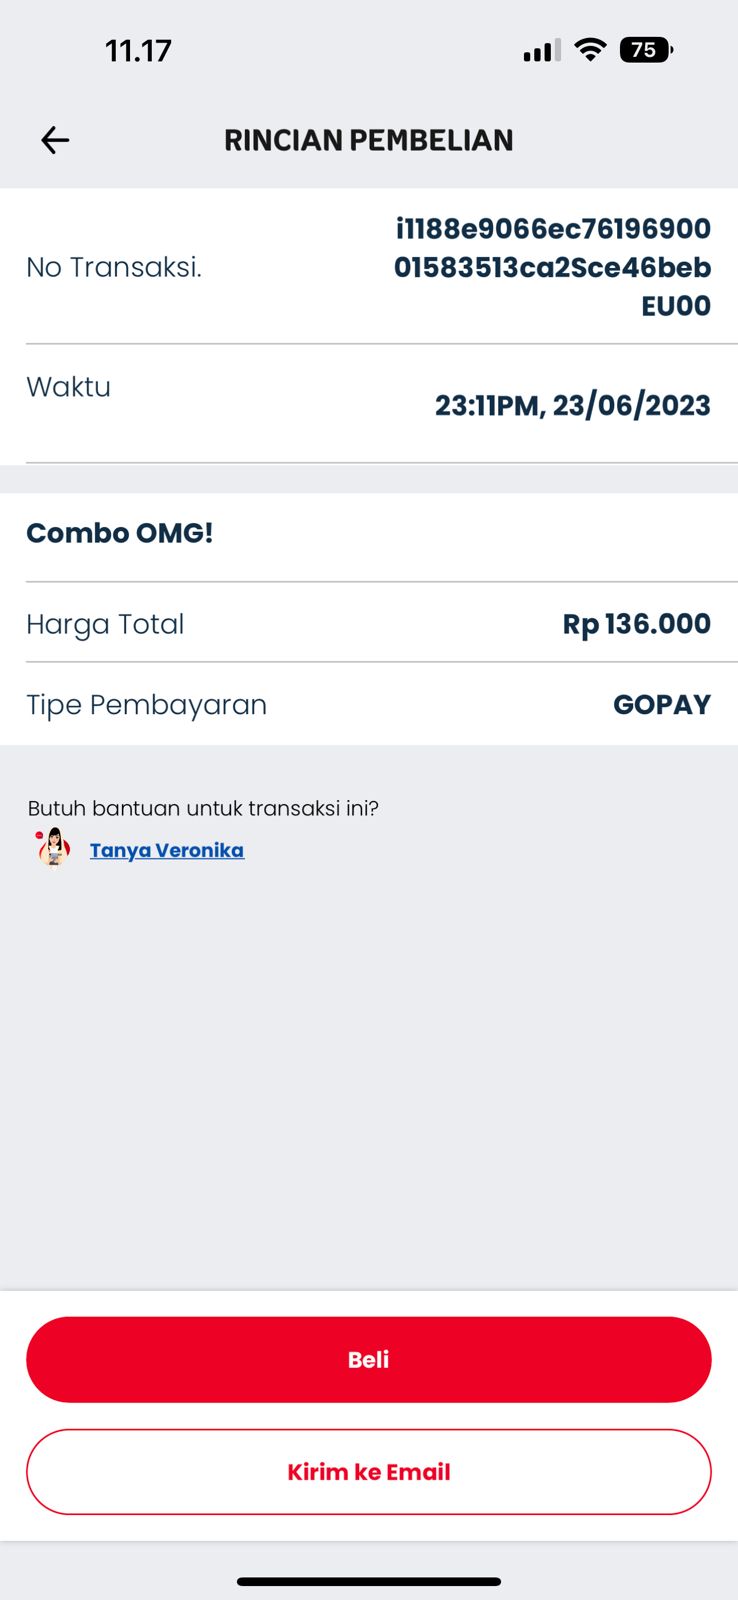 11.17
75
RINCIAN PEMBELIAN
No Transaksi.
i1188e9066ec76196900
01583513ca2Sce46beb
EU00
Waktu
23:11PM, 23/06/2023
Combo OMG!
Harga Total
Rp 136.000
Tipe Pembayaran
GOPAY
Butuh bantuan untuk transaksi ini?
Tanya Veronika
Beli
Kirim ke Email